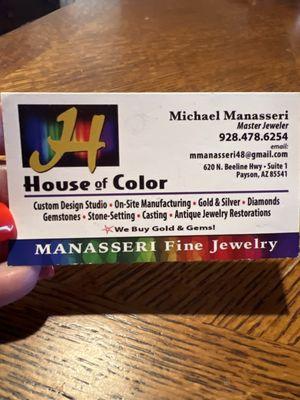 H
House of Color
Michael Manasseri
Master Jeweler
928.478.6254
email:
mmanasseri48@gmail.com
620 N. Beeline Hwy • Suite 1
Payson, AZ 85541
Custom Design Studio • On-Site Manufacturing • Gold & Silver • Diamonds
Gemstones • Stone-Setting • Casting • Antique Jewelry Restorations
We Buy Gold & Gems!
MANASSERI Fine Jewelry